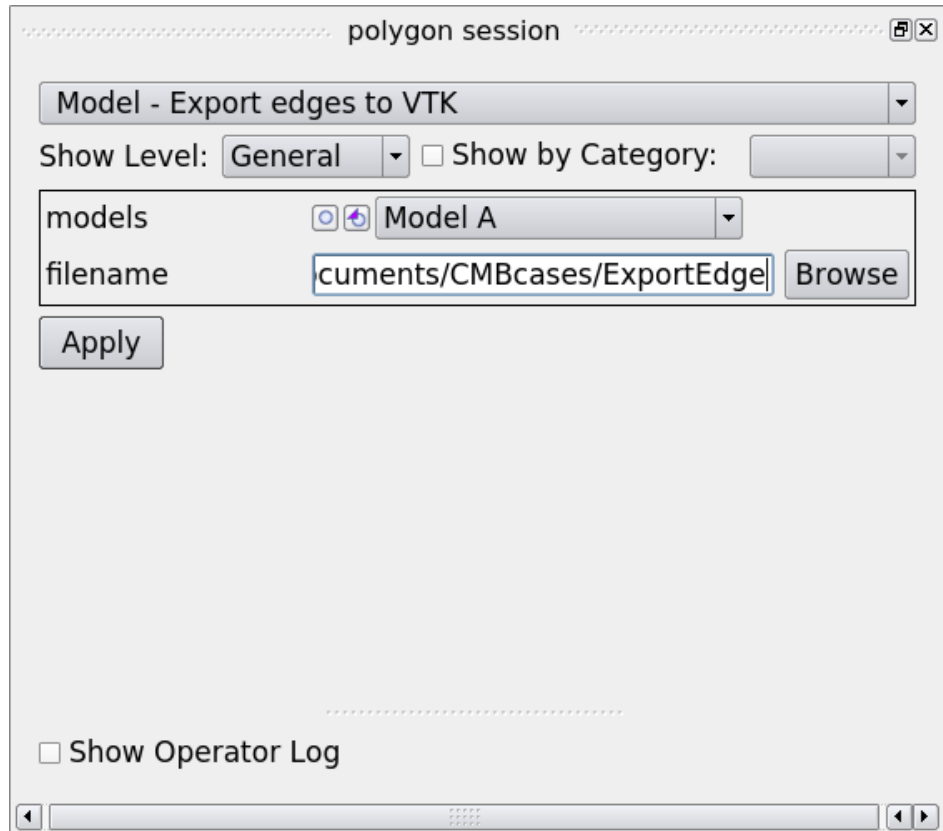 polygon session
Model - Export edges to VTK
Show Level: General Show by Category:
models Model A
filename cuments/CMBcases/ExportEdge Browse
Apply
Show Operator Log